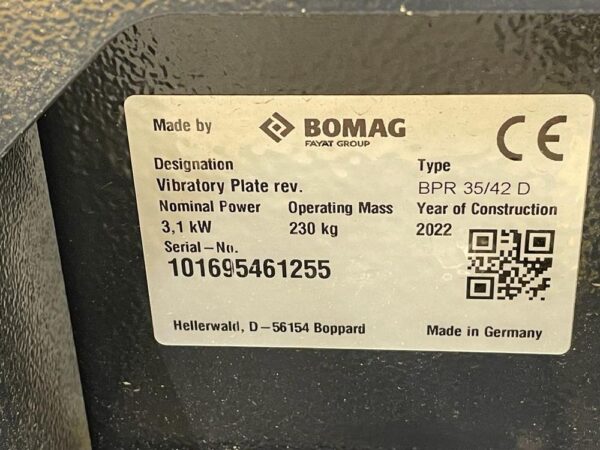 Made by BOMAG
FAYAT GROUP
CE
Designation Type
Vibratory Plate rev. BPR 35/42 D
Nominal Power Operating Mass Year of Construction
3,1 kW 230 kg 2022
Serial-No.
101695461255
Hellerwald, D-56154 Boppard Made in Germany